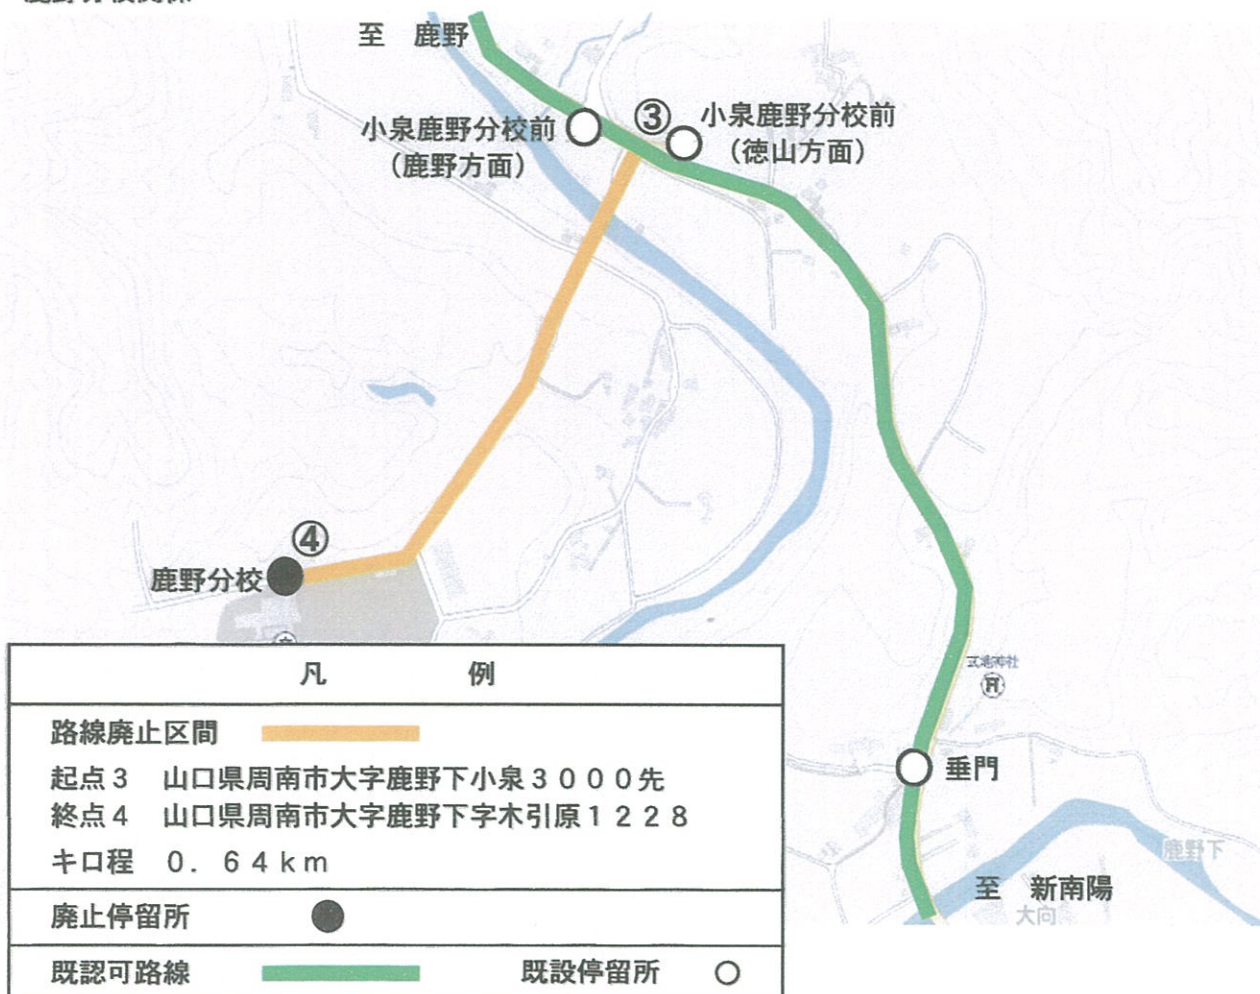 至　鹿野
③
小泉鹿野分校前
（鹿野方面）
小泉鹿野分校前
（徳山方面）
④
鹿野分校
垂門
鹿野下
至　新南陽
大向
凡　例
路線廃止区間
起点３　山口県周南市大字鹿野下小泉３０００先
終点４　山口県周南市大字鹿野下字木引原１２２８
キロ程　０．６４ｋｍ
廃止停留所
既認可路線　既設停留所